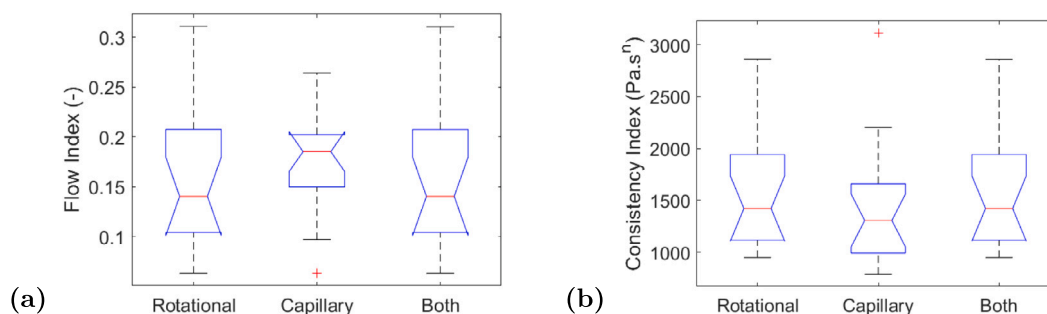 0.3
0.25
0.2
0.15
0.1
Flow Index (-)
Rotational Capillary Both
(a)
3000
2500
2000
1500
1000
Consistency Index (Pa.sⁿ)
Rotational Capillary Both
(b)